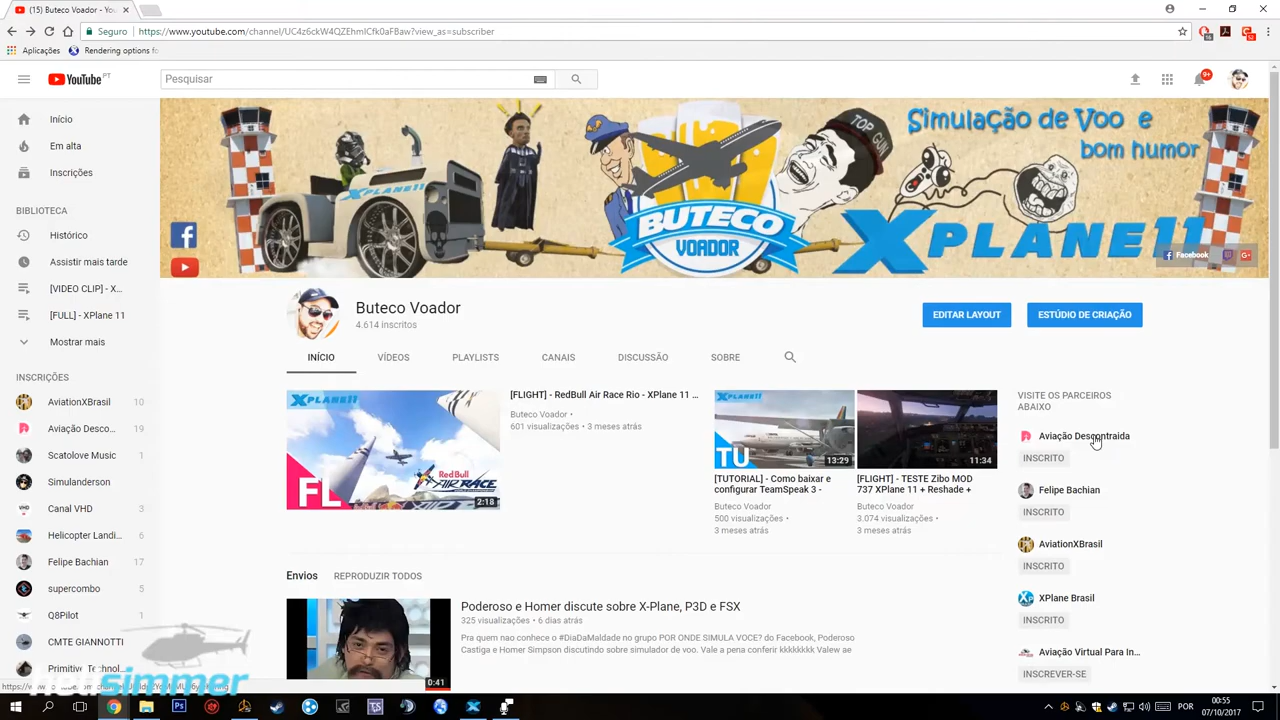 (15) Buteco Voador - You
Seguro
https://www.youtube.com/channel/UC4z6ckW4QZEhmICfk0aFBaw?view_as=subscriber
16
52
Aplicações
Rendering options fo
YouTube PT
Pesquisar
9+
Início
Em alta
Inscrições
BIBLIOTECA
Histórico
Assistir mais tarde
[VIDEO CLIP] - X...
[FULL] - XPlane 11
Mostrar mais
INSCRIÇÕES
AviationXBrasil 10
Aviação Desco... 19
Scatolove Music
Simulanderson
Canal VHD 3
Helicopter Landi... 6
Felipe Bachian 17
supercombo 5
Q8Pilot 1
CMTE GIANNOTTI
Primitive Technol...
Simulação de Voo e
bom humor
TOP GUN
XPLANE11
BUTECO
VOADOR
XPLANE11
Facebook
Buteco Voador
4.614 inscritos
EDITAR LAYOUT
ESTÚDIO DE CRIAÇÃO
INÍCIO
VÍDEOS
PLAYLISTS
CANAIS
DISCUSSÃO
SOBRE
XPLANE11
FL
Red Bull
AIR RACE
2:18
[FLIGHT] - RedBull Air Race Rio - XPlane 11 ...
Buteco Voador •
601 visualizações • 3 meses atrás
XPLANE11
TU
13:29
[TUTORIAL] - Como baixar e
configurar TeamSpeak 3 -
Buteco Voador
500 visualizações •
3 meses atrás
11:34
[FLIGHT] - TESTE Zibo MOD
737 XPlane 11 + Reshade +
Buteco Voador
3.074 visualizações •
3 meses atrás
VISITE OS PARCEIROS
ABAIXO
Aviação Descontraida
INSCRITO
Felipe Bachian
INSCRITO
AviationXBrasil
INSCRITO
XPlane Brasil
INSCRITO
Aviação Virtual Para In...
INSCREVER-SE
Envios
REPRODUZIR TODOS
0:41
Poderoso e Homer discute sobre X-Plane, P3D e FSX
325 visualizações • 6 dias atrás
Pra quem nao conhece o #DiaDaMaldade no grupo POR ONDE SIMULA VOCE? do Facebook, Poderoso
Castiga e Homer Simpson discutindo sobre simulador de voo. Vale a pena conferir kkkkkkkk Valew ae
helisimmer
POR
00:55
07/10/2017